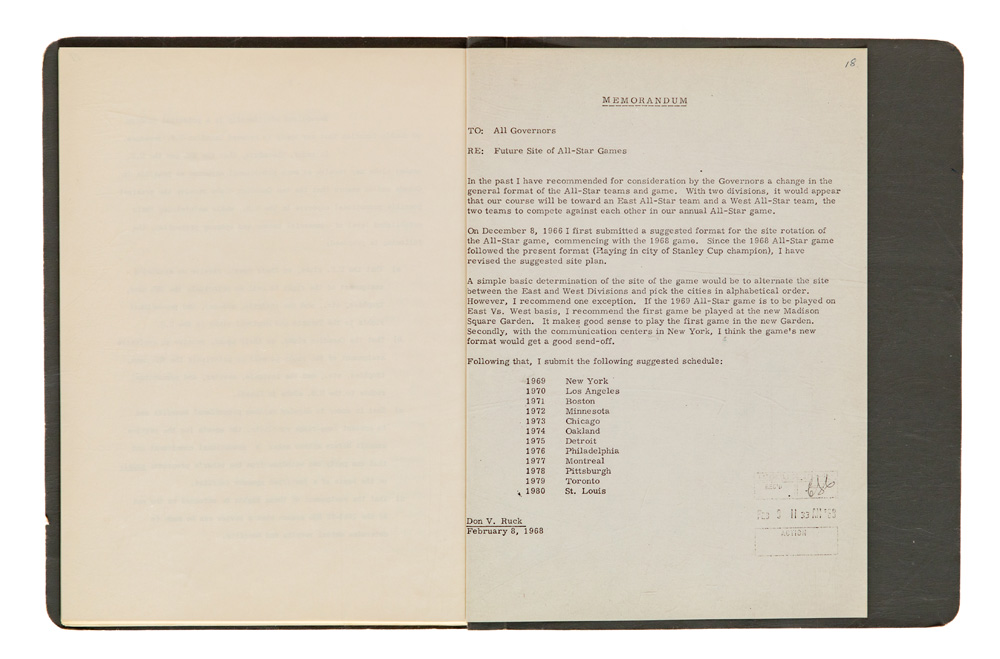 18
MEMORANDUM
TO: All Governors
RE: Future Site of All-Star Games
In the past I have recommended for consideration by the Governors a change in the
general format of the All-Star teams and game. With two divisions, it would appear
that our course will be toward an East All-Star team and a West All-Star team, the
two teams to compete against each other in our annual All-Star game.
On December 8, 1966 I first submitted a suggested format for the site rotation of
the All-Star game, commencing with the 1968 game. Since the 1968 All-Star game
followed the present format (Playing in city of Stanley Cup champion), I have
revised the suggested site plan.
A simple basic determination of the site of the game would be to alternate the site
between the East and West Divisions and pick the cities in alphabetical order.
However, I recommend one exception. If the 1969 All-Star game is to be played on
East Vs. West basis, I recommend the first game be played at the new Madison
Square Garden. It makes good sense to play the first game in the new Garden.
Secondly, with the communication centers in New York, I think the game's new
format would get a good send-off.
Following that, I submit the following suggested schedule:
1969 New York
1970 Los Angeles
1971 Boston
1972 Minnesota
1973 Chicago
1974 Oakland
1975 Detroit
1976 Philadelphia
1977 Montreal
1978 Pittsburgh
1979 Toronto
1980 St. Louis
Don V. Ruck
February 8, 1968
ACTION